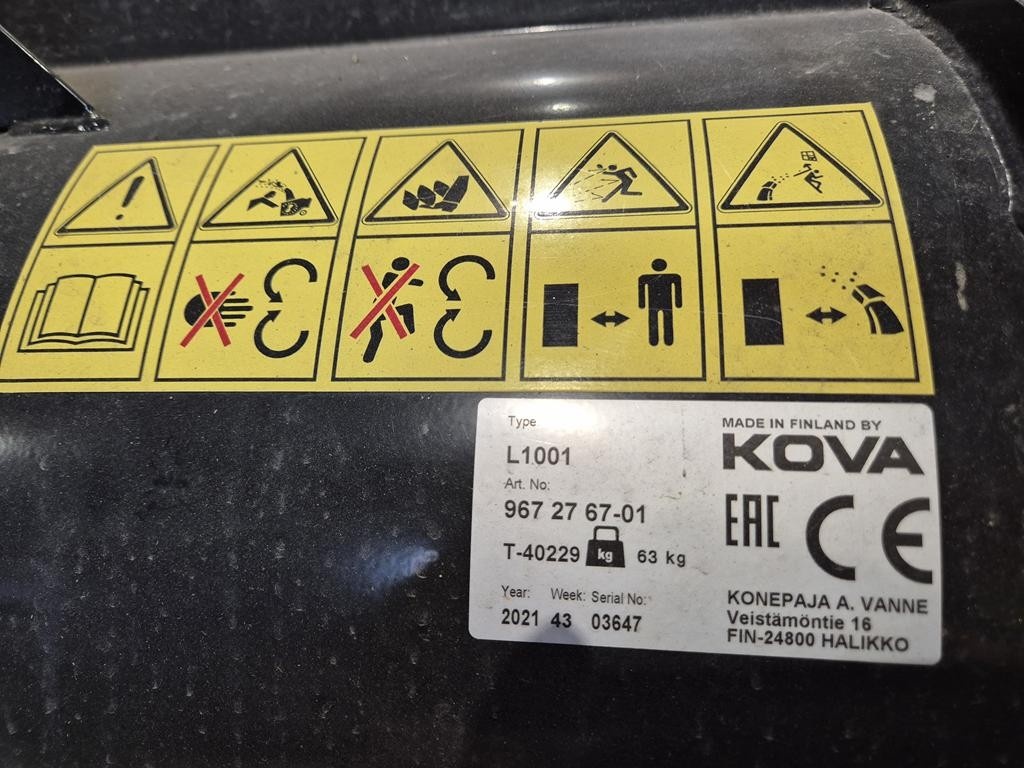 Type
L1001
Art. No:
967 27 67-01
T-40229 kg 63 kg
Year: Week: Serial No:
2021 43 03647
MADE IN FINLAND BY
KOVA
EAC CE
KONEPAJA A. VANNE
Veistämöntie 16
FIN-24800 HALIKKO